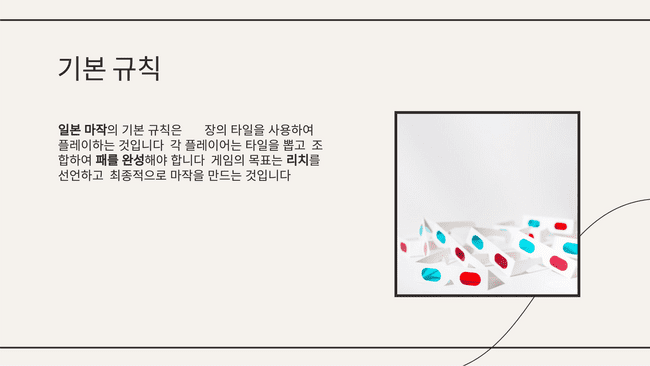 기본 규칙
일본 마작의 기본 규칙은 장의 타일을 사용하여
플레이하는 것입니다 각 플레이어는 타일을 뽑고 조
합하여 패를 완성해야 합니다 게임의 목표는 리치를
선언하고 최종적으로 마작을 만드는 것입니다